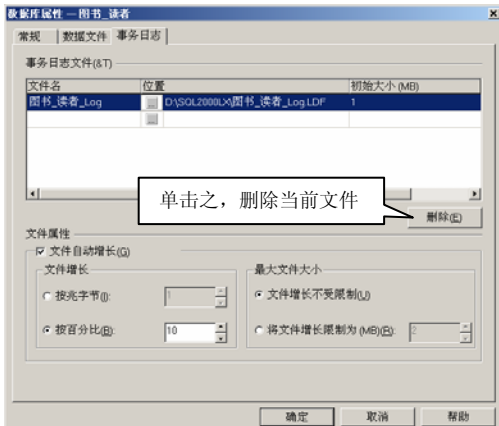 数据库属性 — 图书_读者
常规 数据文件 事务日志
事务日志文件(&T)
文件名 位置 初始大小(MB)
图书_读者_Log D:\SQL2000LX\图书_读者_Log.LDF 1
单击之，删除当前文件
删除(E)
文件属性
文件自动增长(G)
文件增长 最大文件大小
按兆字节(I): 1 文件增长不受限制(U)
按百分比(B): 10 将文件增长限制为(MB)(R): 2
确定 取消 帮助